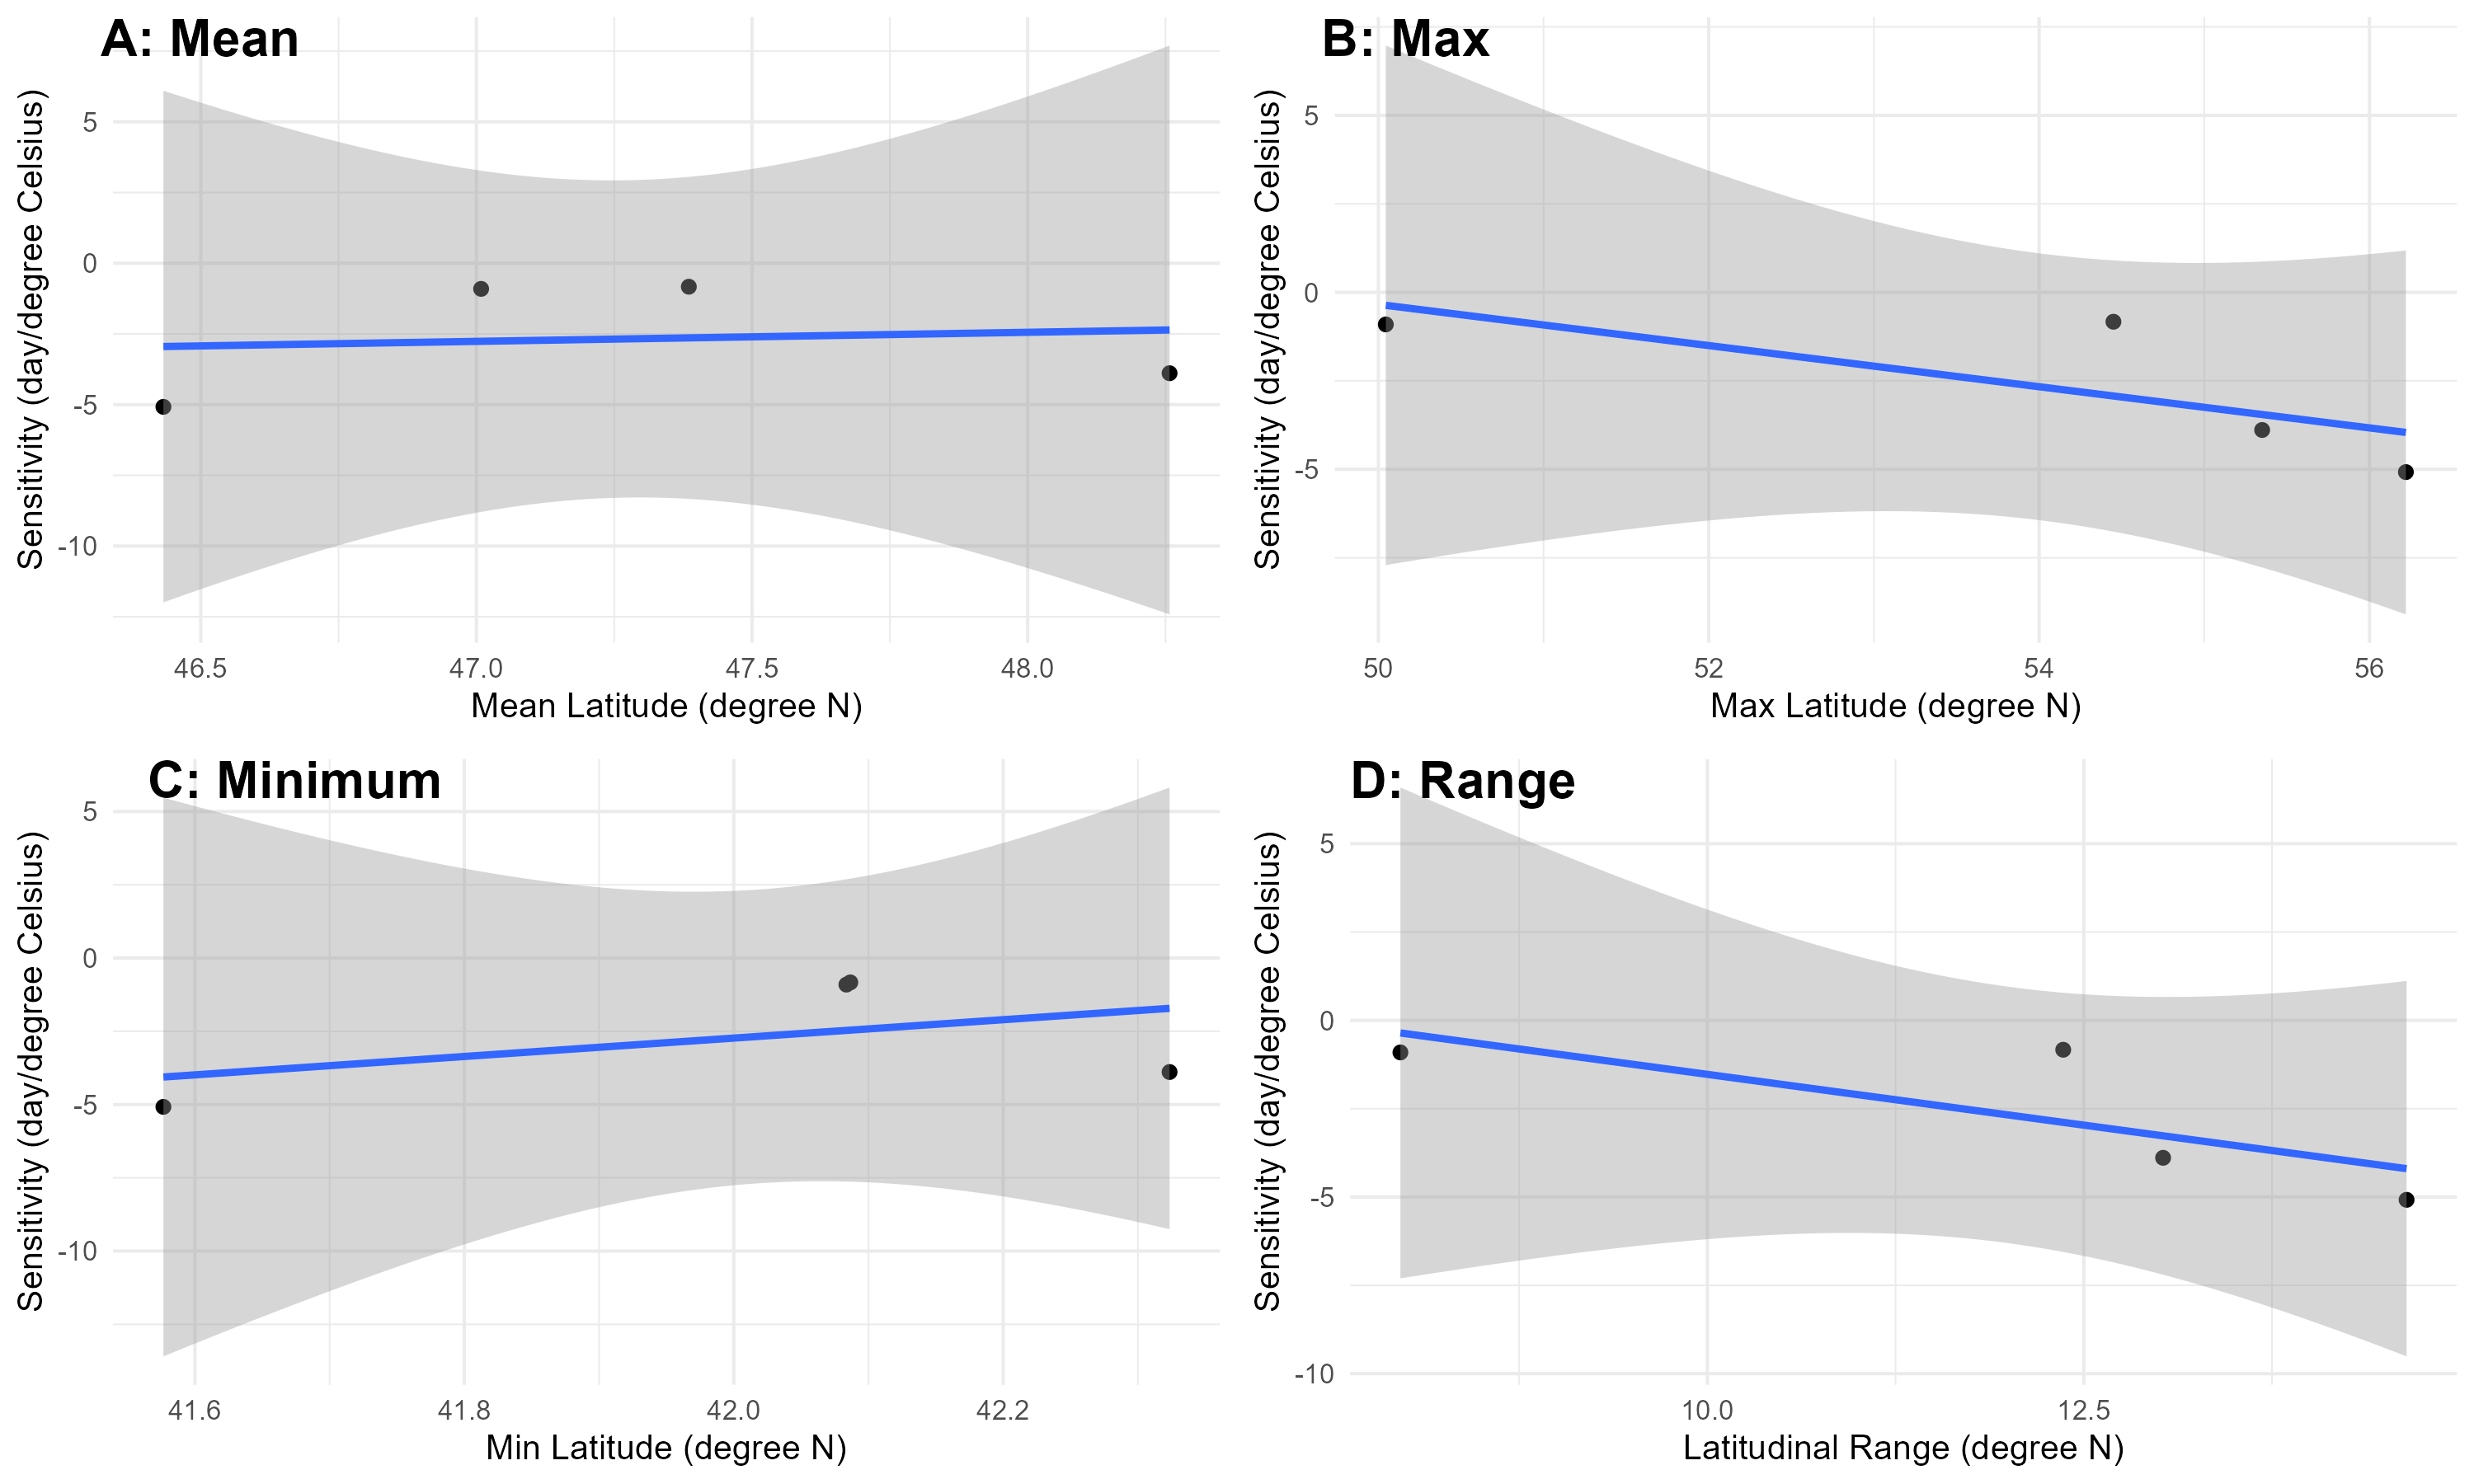 A: Mean
Sensitivity (day/degree Celsius)
5
0
-5
-10
46.5 47.0 47.5 48.0
Mean Latitude (degree N)
B: Max
Sensitivity (day/degree Celsius)
5
0
-5
50 52 54 56
Max Latitude (degree N)
C: Minimum
Sensitivity (day/degree Celsius)
5
0
-5
-10
41.6 41.8 42.0 42.2
Min Latitude (degree N)
D: Range
Sensitivity (day/degree Celsius)
5
0
-5
-10
10.0 12.5
Latitudinal Range (degree N)